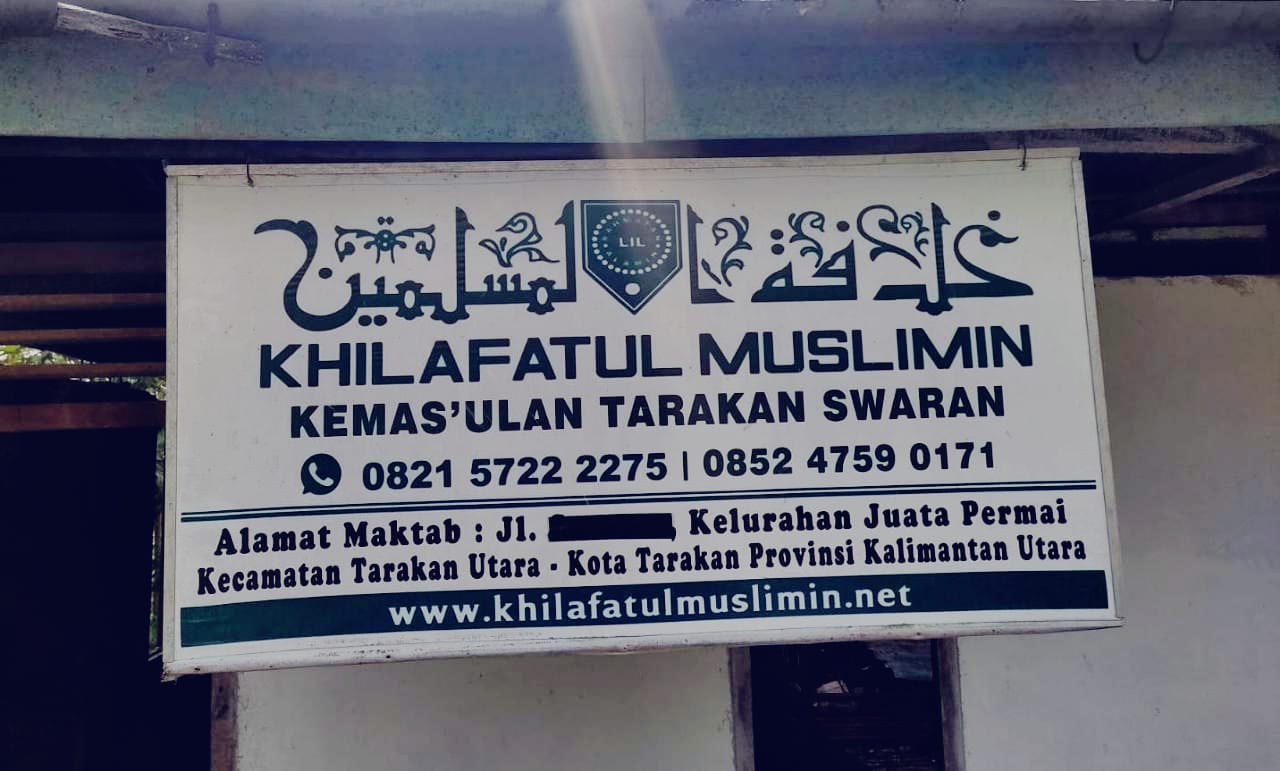 خلافة المسلمين
LIL
KHILAFATUL MUSLIMIN
KEMAS'ULAN TARAKAN SWARAN
0821 5722 2275 | 0852 4759 0171
Alamat Maktab : Jl. , Kelurahan Juata Permai
Kecamatan Tarakan Utara - Kota Tarakan Provinsi Kalimantan Utara
www.khilafatulmuslimin.net